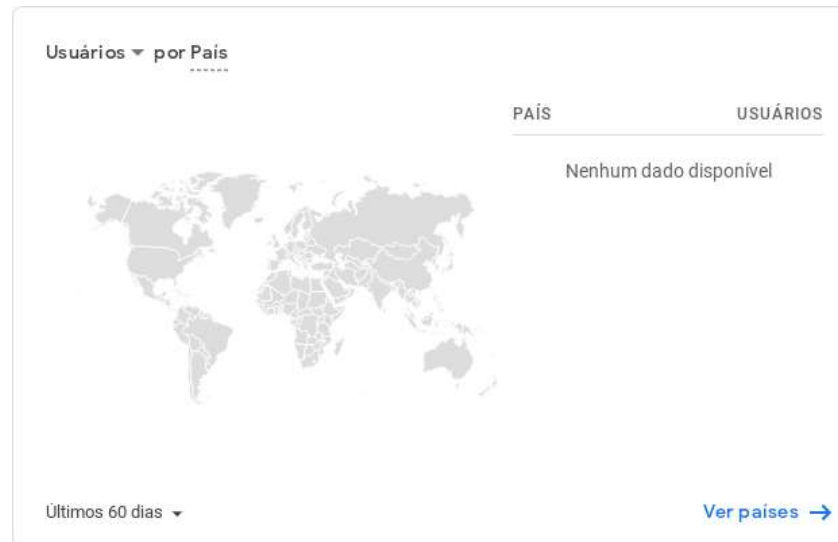 Usuários por País
PAÍS USUÁRIOS
Nenhum dado disponível
Últimos 60 dias
Ver países